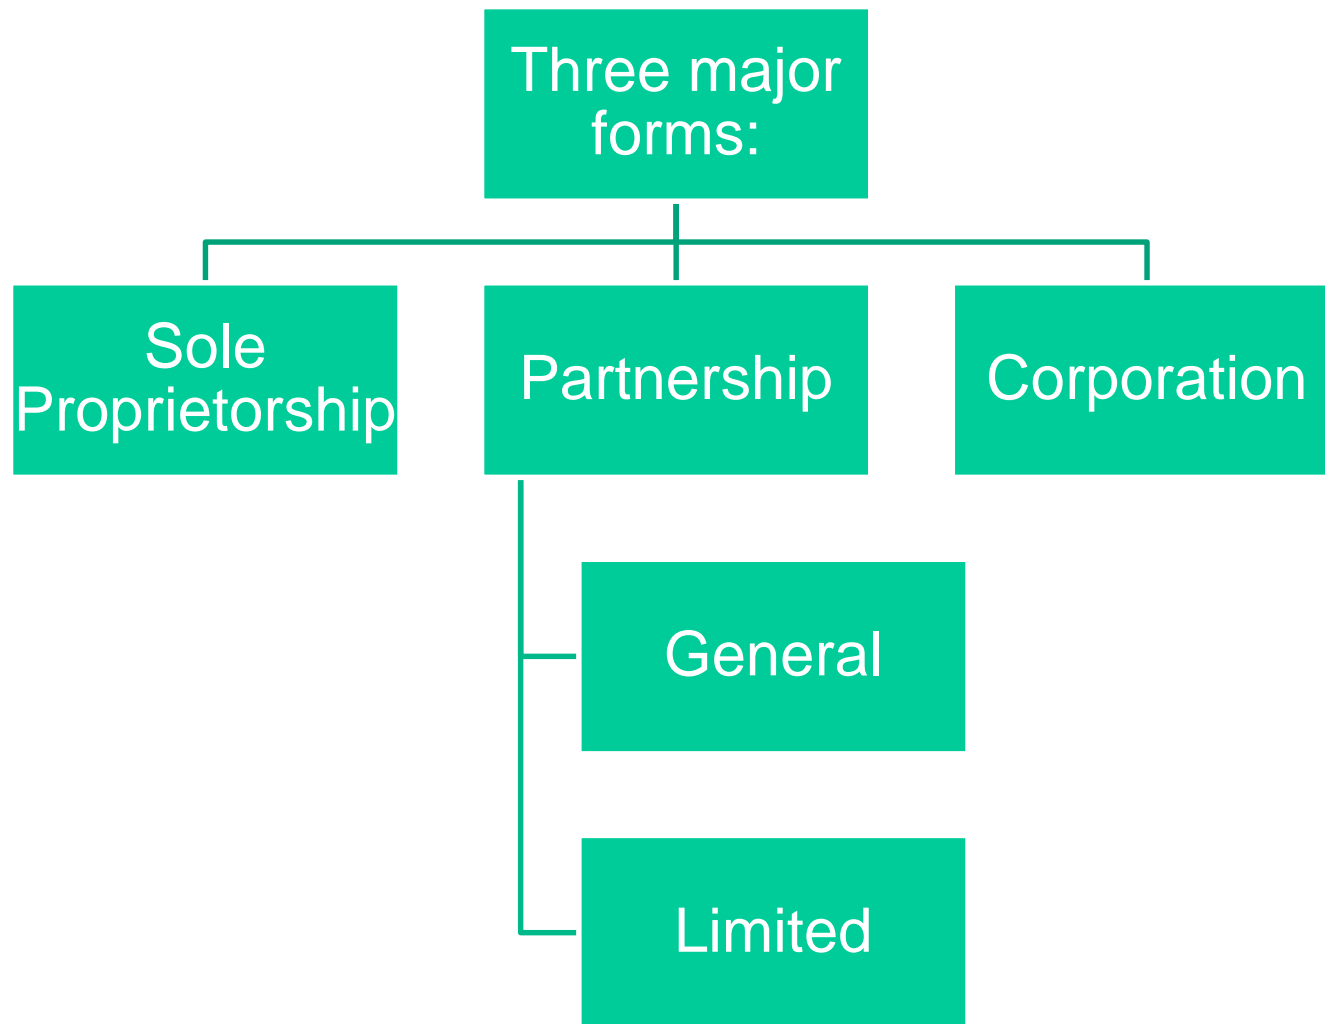 Three major
forms:
Sole
Proprietorship
Partnership
Corporation
General
Limited